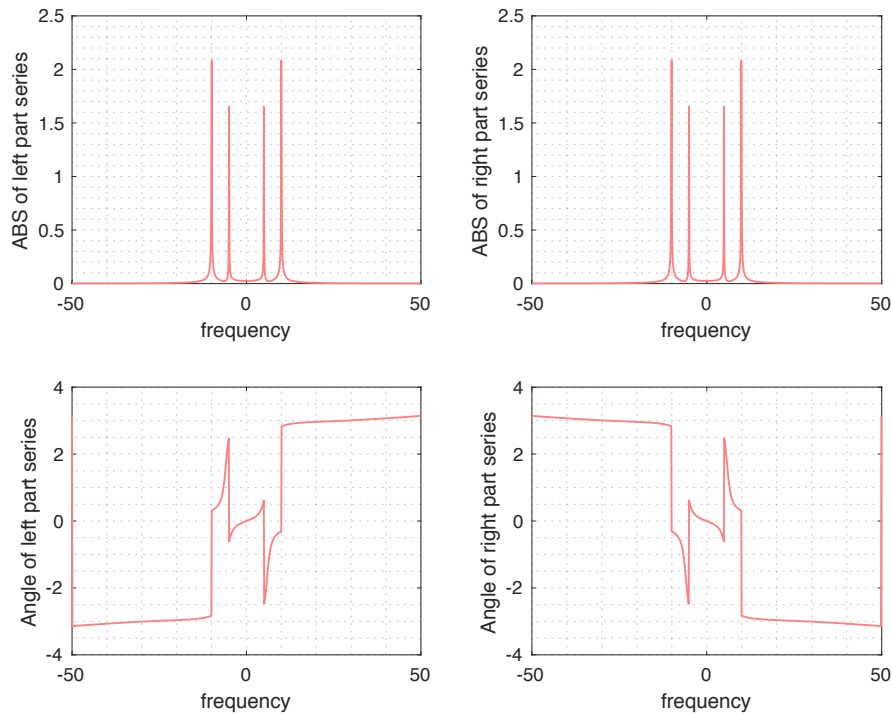 2.5
2
1.5
1
0.5
0
-50 0 50
frequency
ABS of left part series
2.5
2
1.5
1
0.5
0
-50 0 50
frequency
ABS of right part series
4
2
0
-2
-4
-50 0 50
frequency
Angle of left part series
4
2
0
-2
-4
-50 0 50
frequency
Angle of right part series